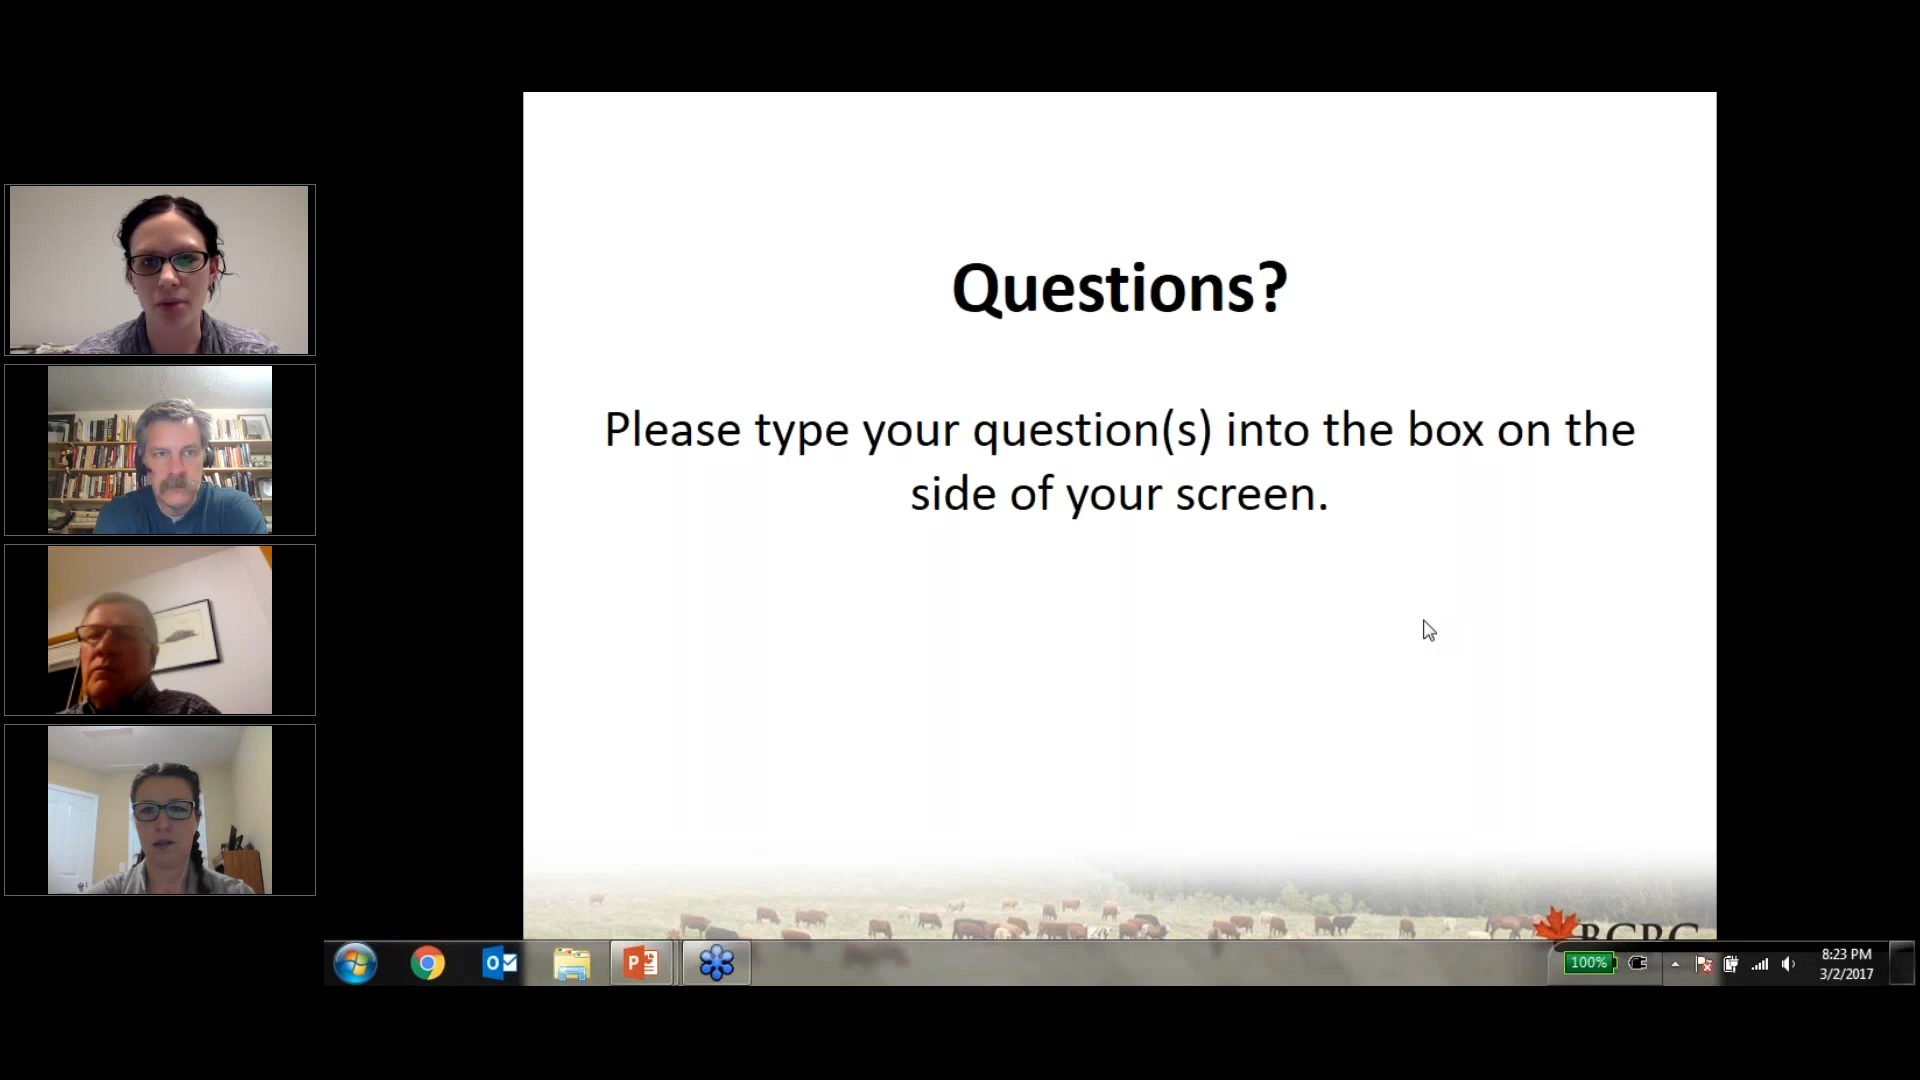 Questions?
Please type your question(s) into the box on the
side of your screen.
BCRC
100%
8:23 PM
3/2/2017